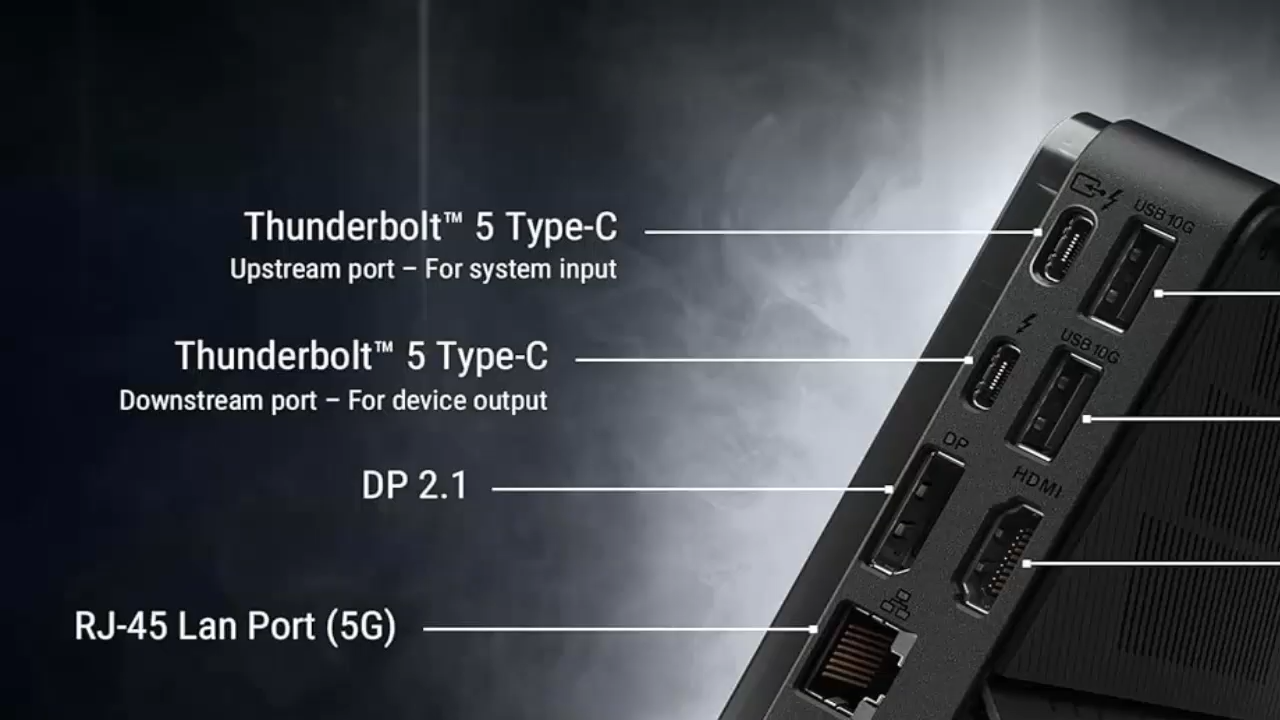 Thunderbolt™ 5 Type-C
Upstream port – For system input
Thunderbolt™ 5 Type-C
Downstream port – For device output
DP 2.1
RJ-45 Lan Port (5G)
USB 10G
USB 10G
DP
HDMI